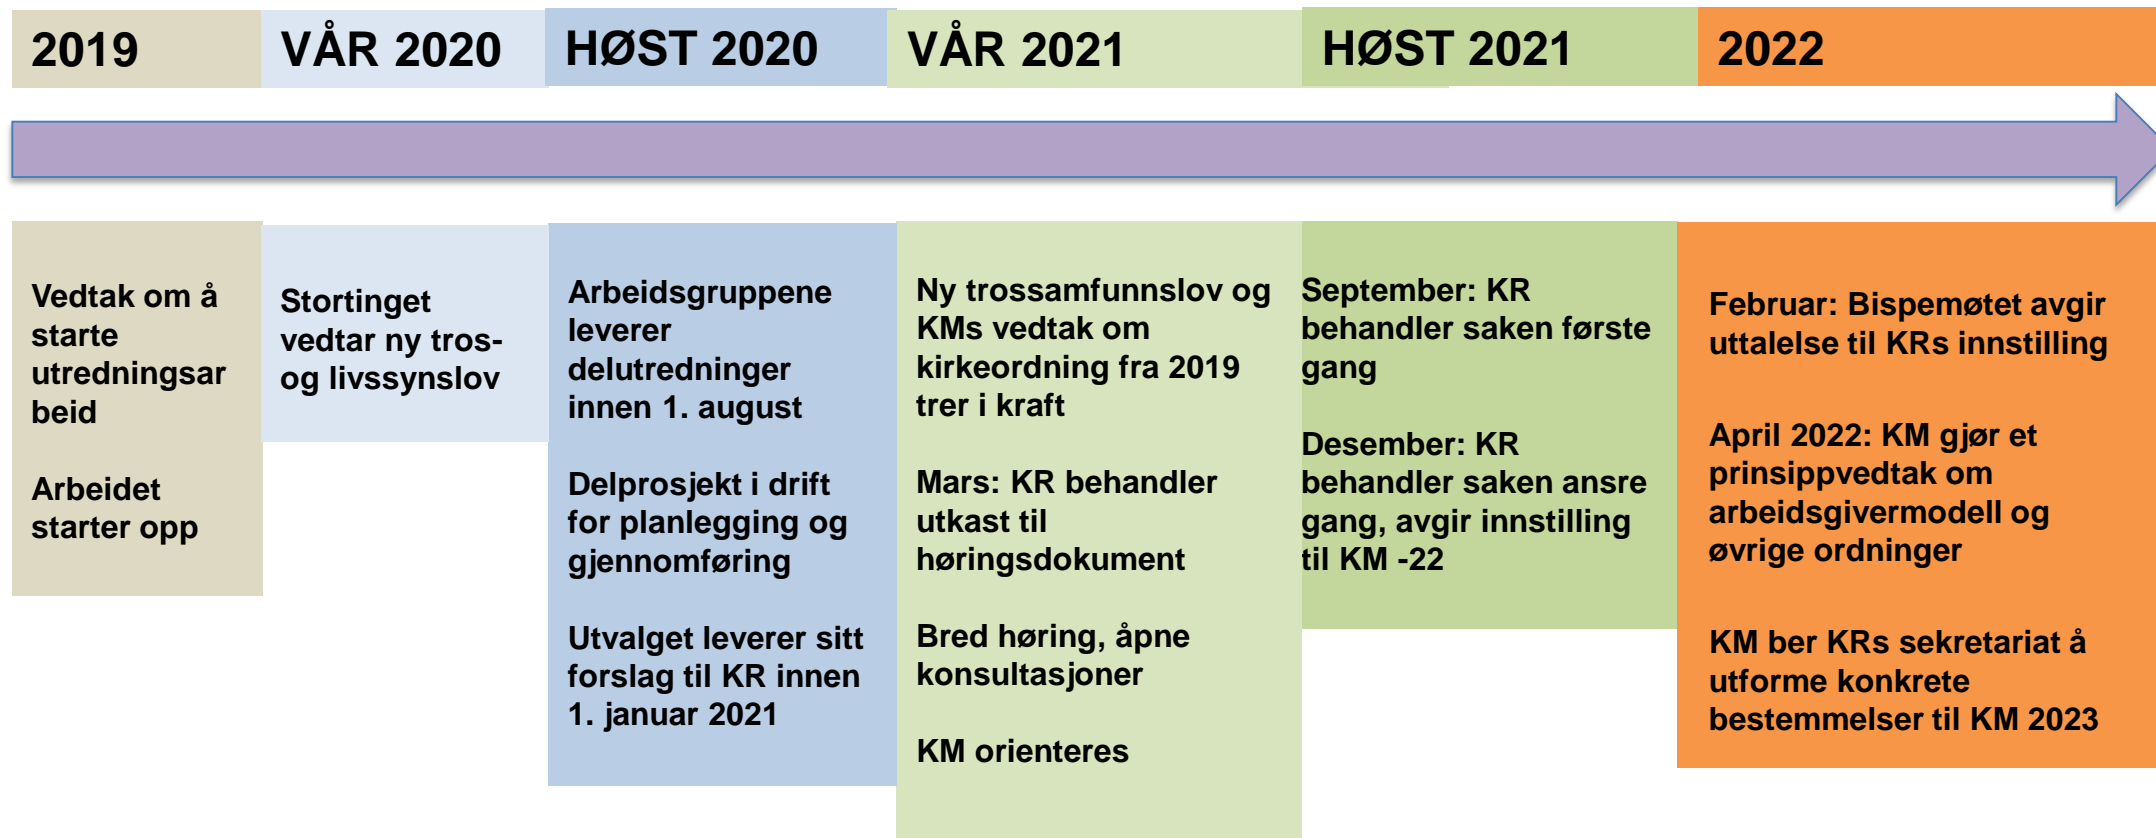 2019
VÅR 2020
HØST 2020
VÅR 2021
HØST 2021
2022
Vedtak om å
starte
utredningsar
beid
Arbeidet
starter opp
Stortinget
vedtar ny tros-
og livssynslov
Arbeidsgruppene
leverer
delutredninger
innen 1. august
Delprosjekt i drift
for planlegging og
gjennomføring
Utvalget leverer sitt
forslag til KR innen
1. januar 2021
Ny trossamfunnslov og
KMs vedtak om
kirkeordning fra 2019
trer i kraft
Mars: KR behandler
utkast til
høringsdokument
Bred høring, åpne
konsultasjoner
KM orienteres
September: KR
behandler saken første
gang
Desember: KR
behandler saken ansre
gang, avgir innstilling
til KM -22
Februar: Bispemøtet avgir
uttalelse til KRs innstilling
April 2022: KM gjør et
prinsippvedtak om
arbeidsgivermodell og
øvrige ordninger
KM ber KRs sekretariat å
utforme konkrete
bestemmelser til KM 2023